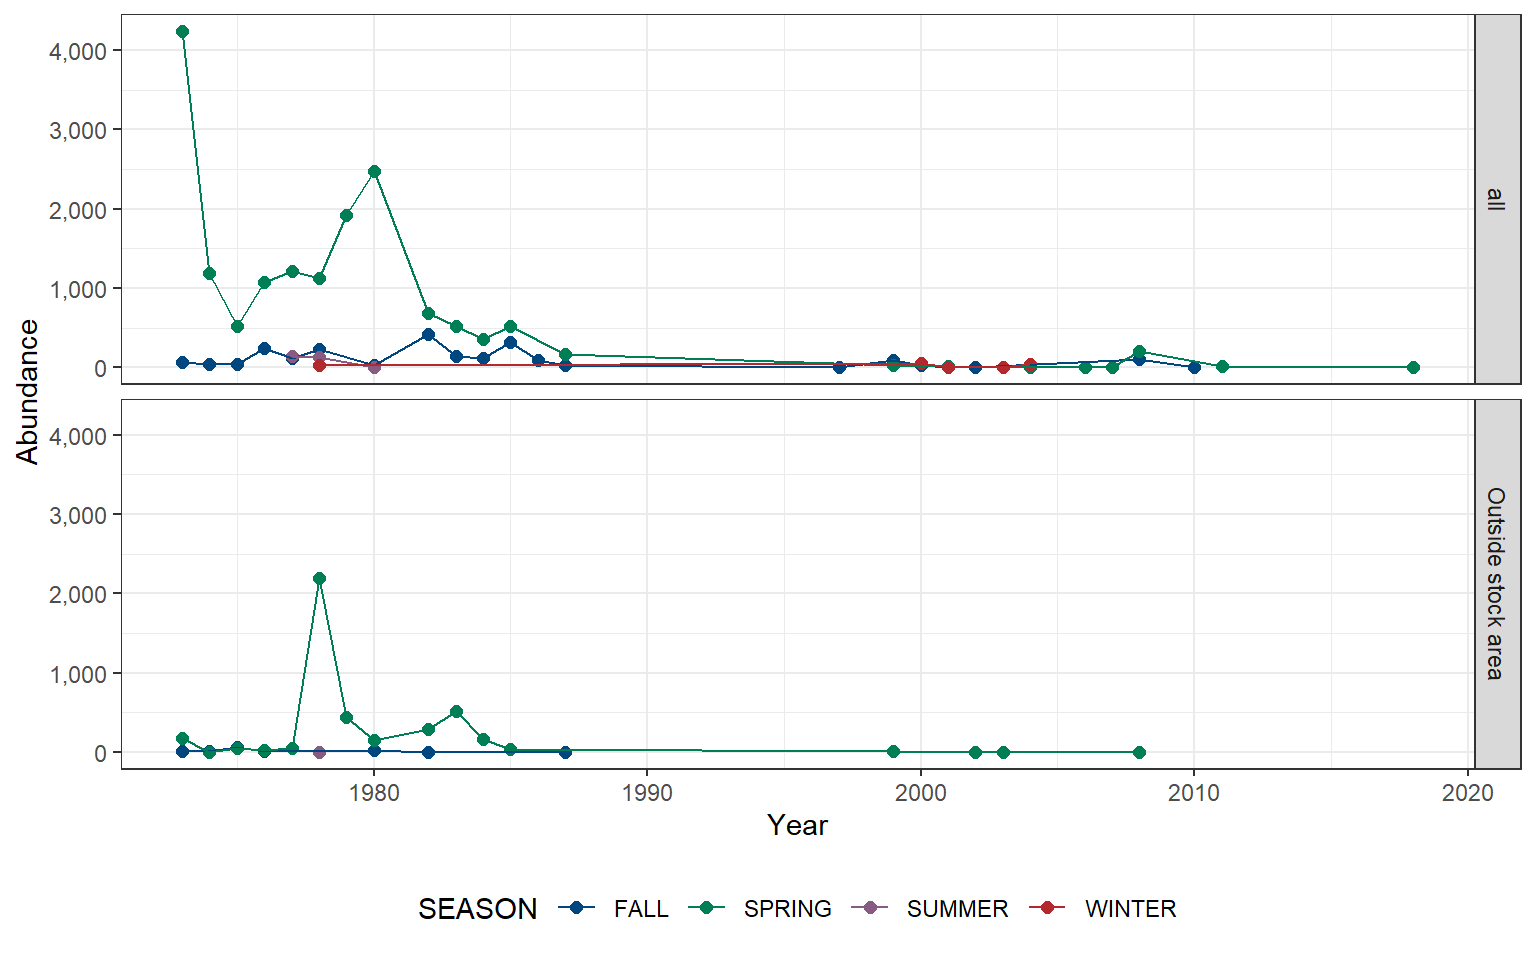 4,000
3,000
2,000
1,000
0
all
4,000
3,000
2,000
1,000
0
Outside stock area
Abundance
1980 1990 2000 2010 2020
Year
SEASON FALL SPRING SUMMER WINTER